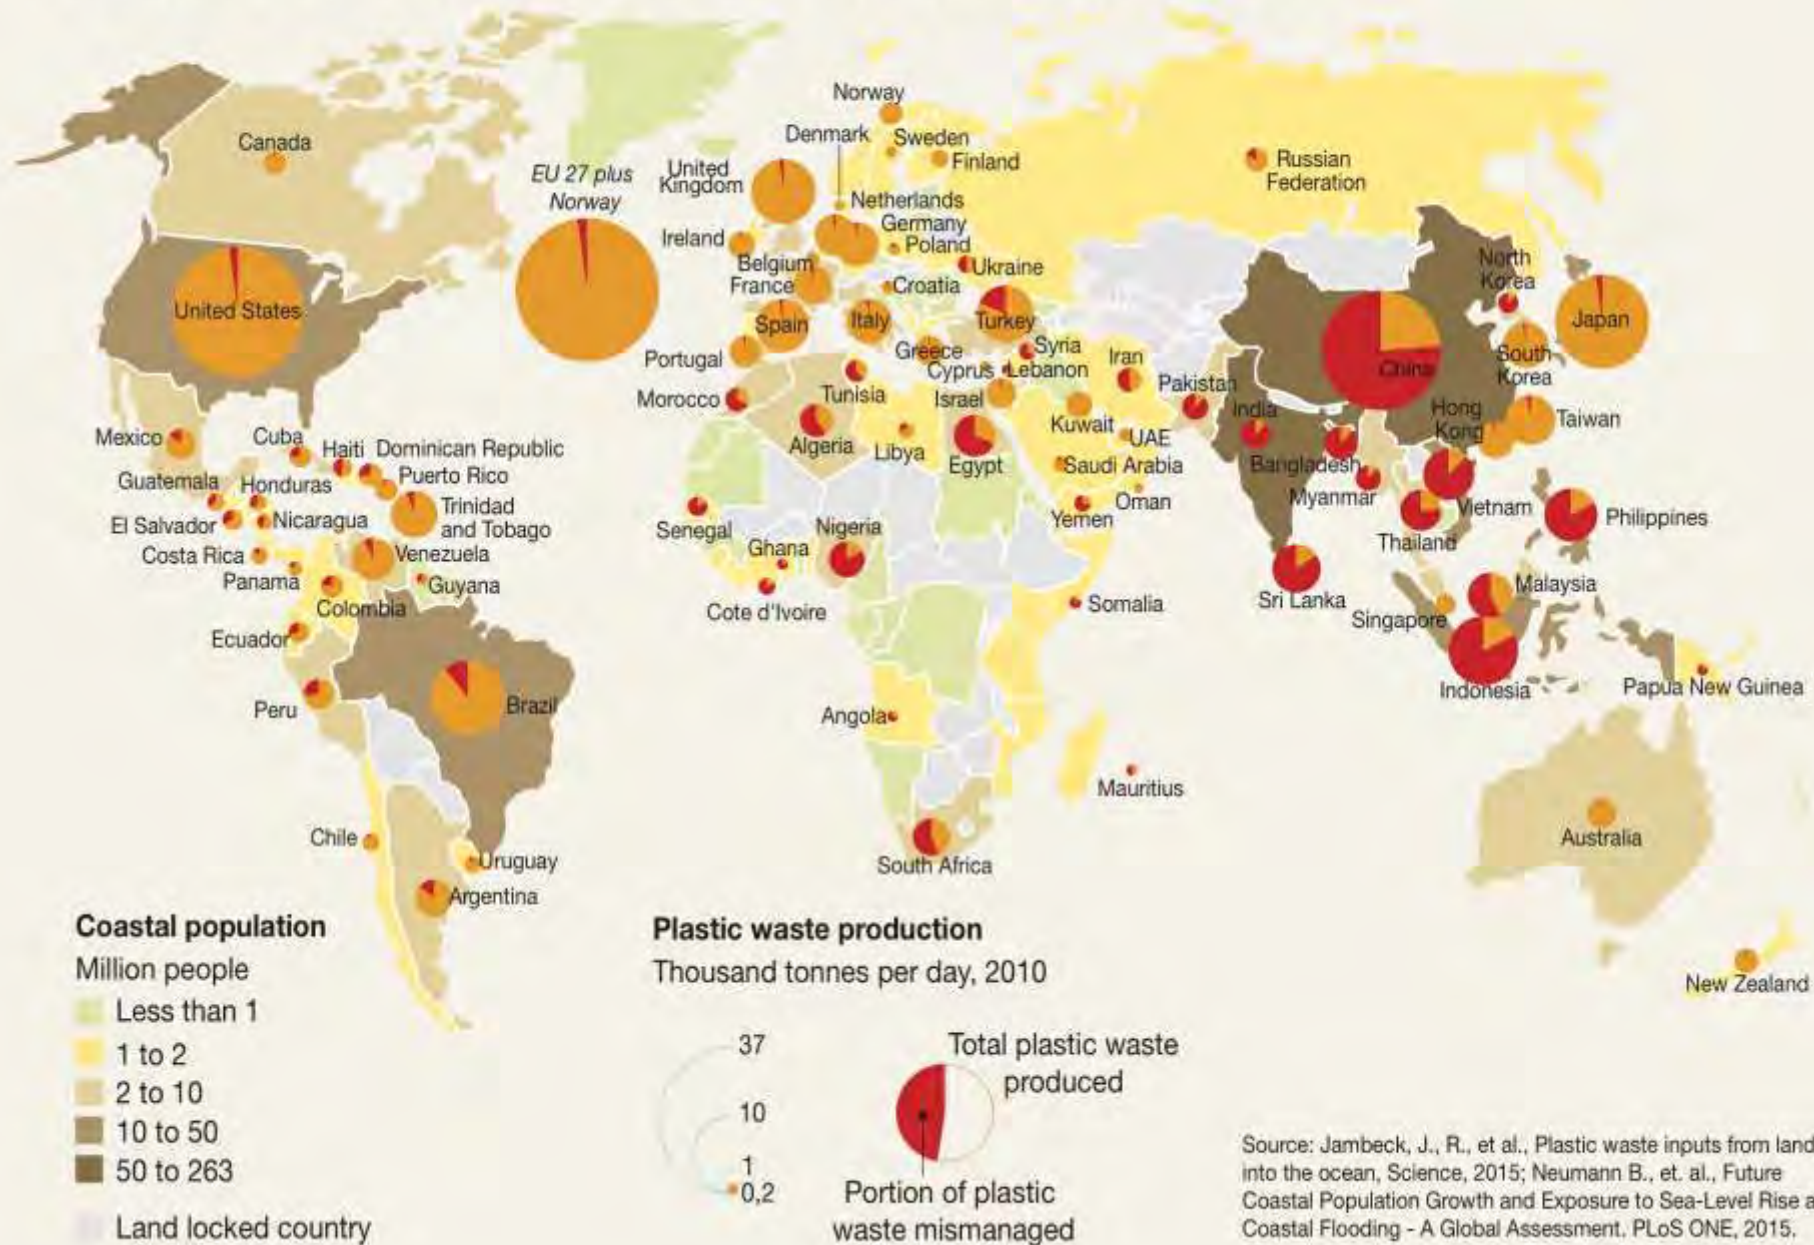 Norway
Denmark
Sweden
Finland
Canada
EU 27 plus
Norway
United
Kingdom
Russian
Federation
Netherlands
Germany
Poland
Ireland
Belgium
France
Ukraine
Croatia
North
Korea
United States
Spain
Italy
Turkey
Japan
Portugal
Greece
Syria
Cyprus
Lebanon
Iran
South
Korea
China
Morocco
Tunisia
Israel
Pakistan
India
Hong
Kong
Taiwan
Kuwait
UAE
Mexico
Cuba
Haiti
Dominican Republic
Puerto Rico
Algeria
Libya
Egypt
Saudi Arabia
Bangladesh
Guatemala
Honduras
Trinidad
and Tobago
Oman
Myanmar
Vietnam
El Salvador
Nicaragua
Senegal
Nigeria
Yemen
Philippines
Costa Rica
Venezuela
Ghana
Thailand
Panama
Guyana
Colombia
Cote d'Ivoire
Somalia
Sri Lanka
Malaysia
Singapore
Ecuador
Indonesia
Papua New Guinea
Peru
Brazil
Angola
Mauritius
Chile
Uruguay
Argentina
South Africa
Australia
New Zealand
Coastal population
Million people
Less than 1
1 to 2
2 to 10
10 to 50
50 to 263
Land locked country
Plastic waste production
Thousand tonnes per day, 2010
37
10
1
0,2
Total plastic waste
produced
Portion of plastic
waste mismanaged
Source: Jambeck, J., R., et al., Plastic waste inputs from land
into the ocean, Science, 2015; Neumann B., et. al., Future
Coastal Population Growth and Exposure to Sea-Level Rise a
Coastal Flooding - A Global Assessment. PLoS ONE, 2015.